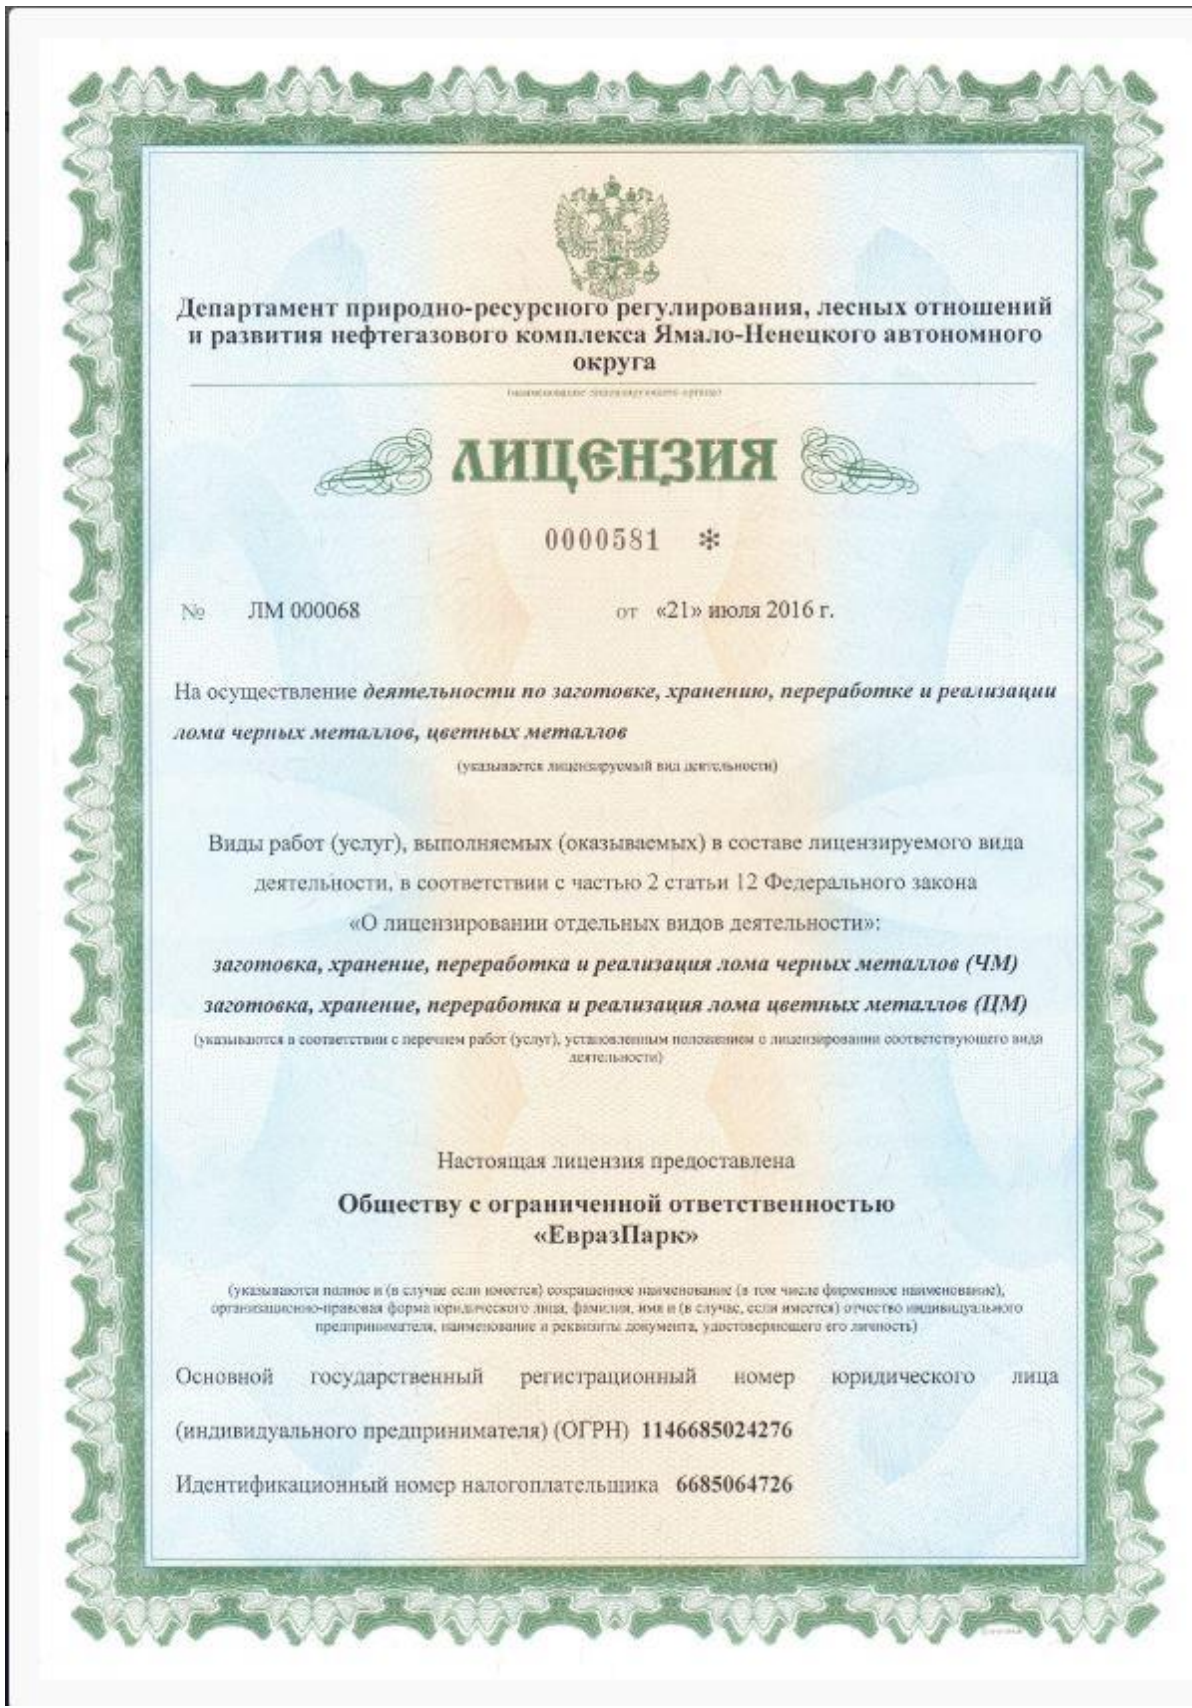 Департамент природно-ресурсного регулирования, лесных отношений
и развития нефтегазового комплекса Ямало-Ненецкого автономного
округа
(наименование лицензирующего органа)
ЛИЦЕНЗИЯ
0000581 *
№ ЛМ 000068 от «21» июля 2016 г.
На осуществление деятельности по заготовке, хранению, переработке и реализации
лома черных металлов, цветных металлов
(указывается лицензируемый вид деятельности)
Виды работ (услуг), выполняемых (оказываемых) в составе лицензируемого вида
деятельности, в соответствии с частью 2 статьи 12 Федерального закона
«О лицензировании отдельных видов деятельности»:
заготовка, хранение, переработка и реализация лома черных металлов (ЧМ)
заготовка, хранение, переработка и реализация лома цветных металлов (ЦМ)
(указываются в соответствии с перечнем работ (услуг), установленным положением о лицензировании соответствующего вида
деятельности)
Настоящая лицензия предоставлена
Обществу с ограниченной ответственностью
«ЕвразПарк»
(указываются полное и (в случае если имеется) сокращенное наименование (в том числе фирменное наименование),
организационно-правовая форма юридического лица, фамилия, имя и (в случае, если имеется) отчество индивидуального
предпринимателя, наименование и реквизиты документа, удостоверяющего его личность)
Основной государственный регистрационный номер юридического лица
(индивидуального предпринимателя) (ОГРН) 1146685024276
Идентификационный номер налогоплательщика 6685064726